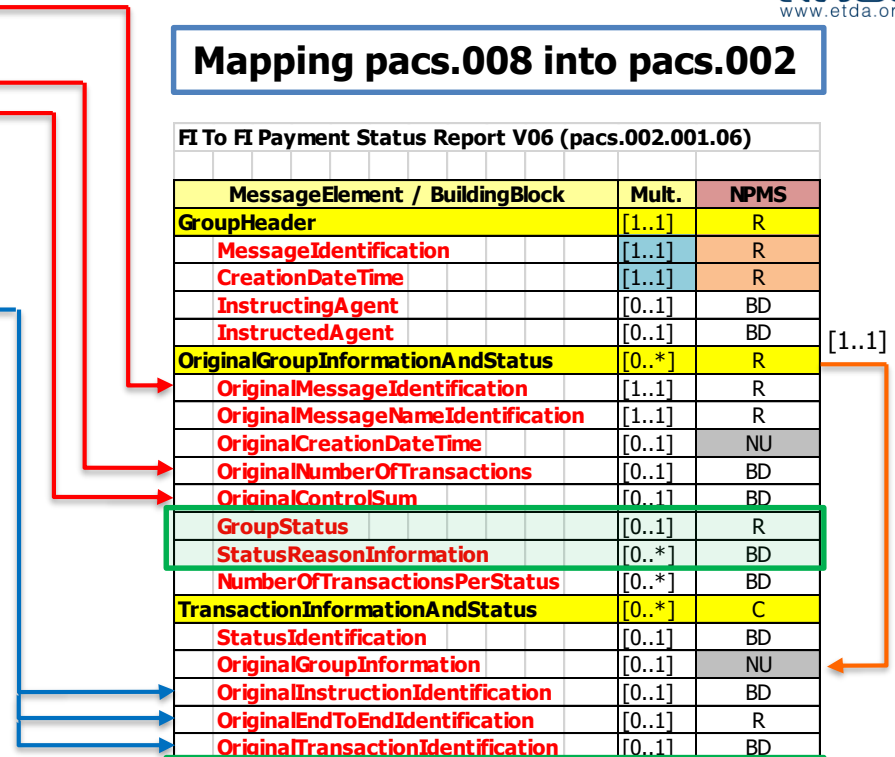 www.etda.or
Mapping pacs.008 into pacs.002
FI To FI Payment Status Report V06 (pacs.002.001.06)
MessageElement / BuildingBlock Mult. NPMS
GroupHeader [1..1] R
MessageIdentification [1..1] R
CreationDateTime [1..1] R
InstructingAgent [0..1] BD
InstructedAgent [0..1] BD
[1..1]
OriginalGroupInformationAndStatus [0..*] R
OriginalMessageIdentification [1..1] R
OriginalMessageNameIdentification [1..1] R
OriginalCreationDateTime [0..1] NU
OriginalNumberOfTransactions [0..1] BD
OriginalControlSum [0..1] BD
GroupStatus [0..1] R
StatusReasonInformation [0..*] BD
NumberOfTransactionsPerStatus [0..*] BD
TransactionInformationAndStatus [0..*] C
StatusIdentification [0..1] BD
OriginalGroupInformation [0..1] NU
OriginalInstructionIdentification [0..1] BD
OriginalEndToEndIdentification [0..1] R
OriginalTransactionIdentification [0..1] BD